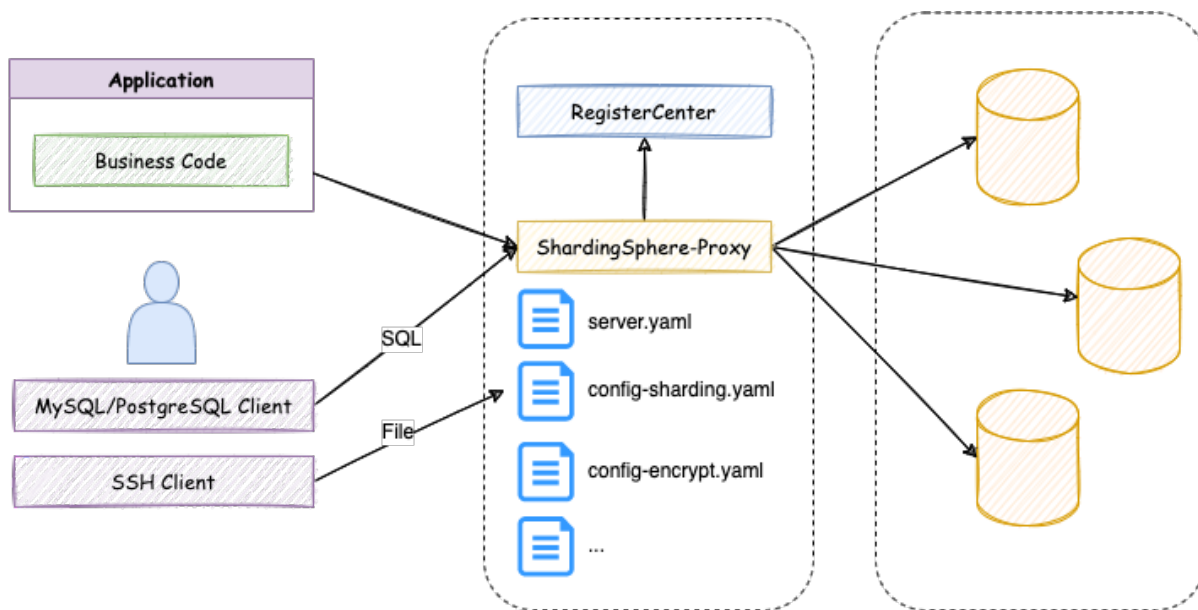 Application
Business Code
RegisterCenter
ShardingSphere-Proxy
SQL
server.yaml
MySQL/PostgreSQL Client
config-sharding.yaml
File
SSH Client
config-encrypt.yaml
...